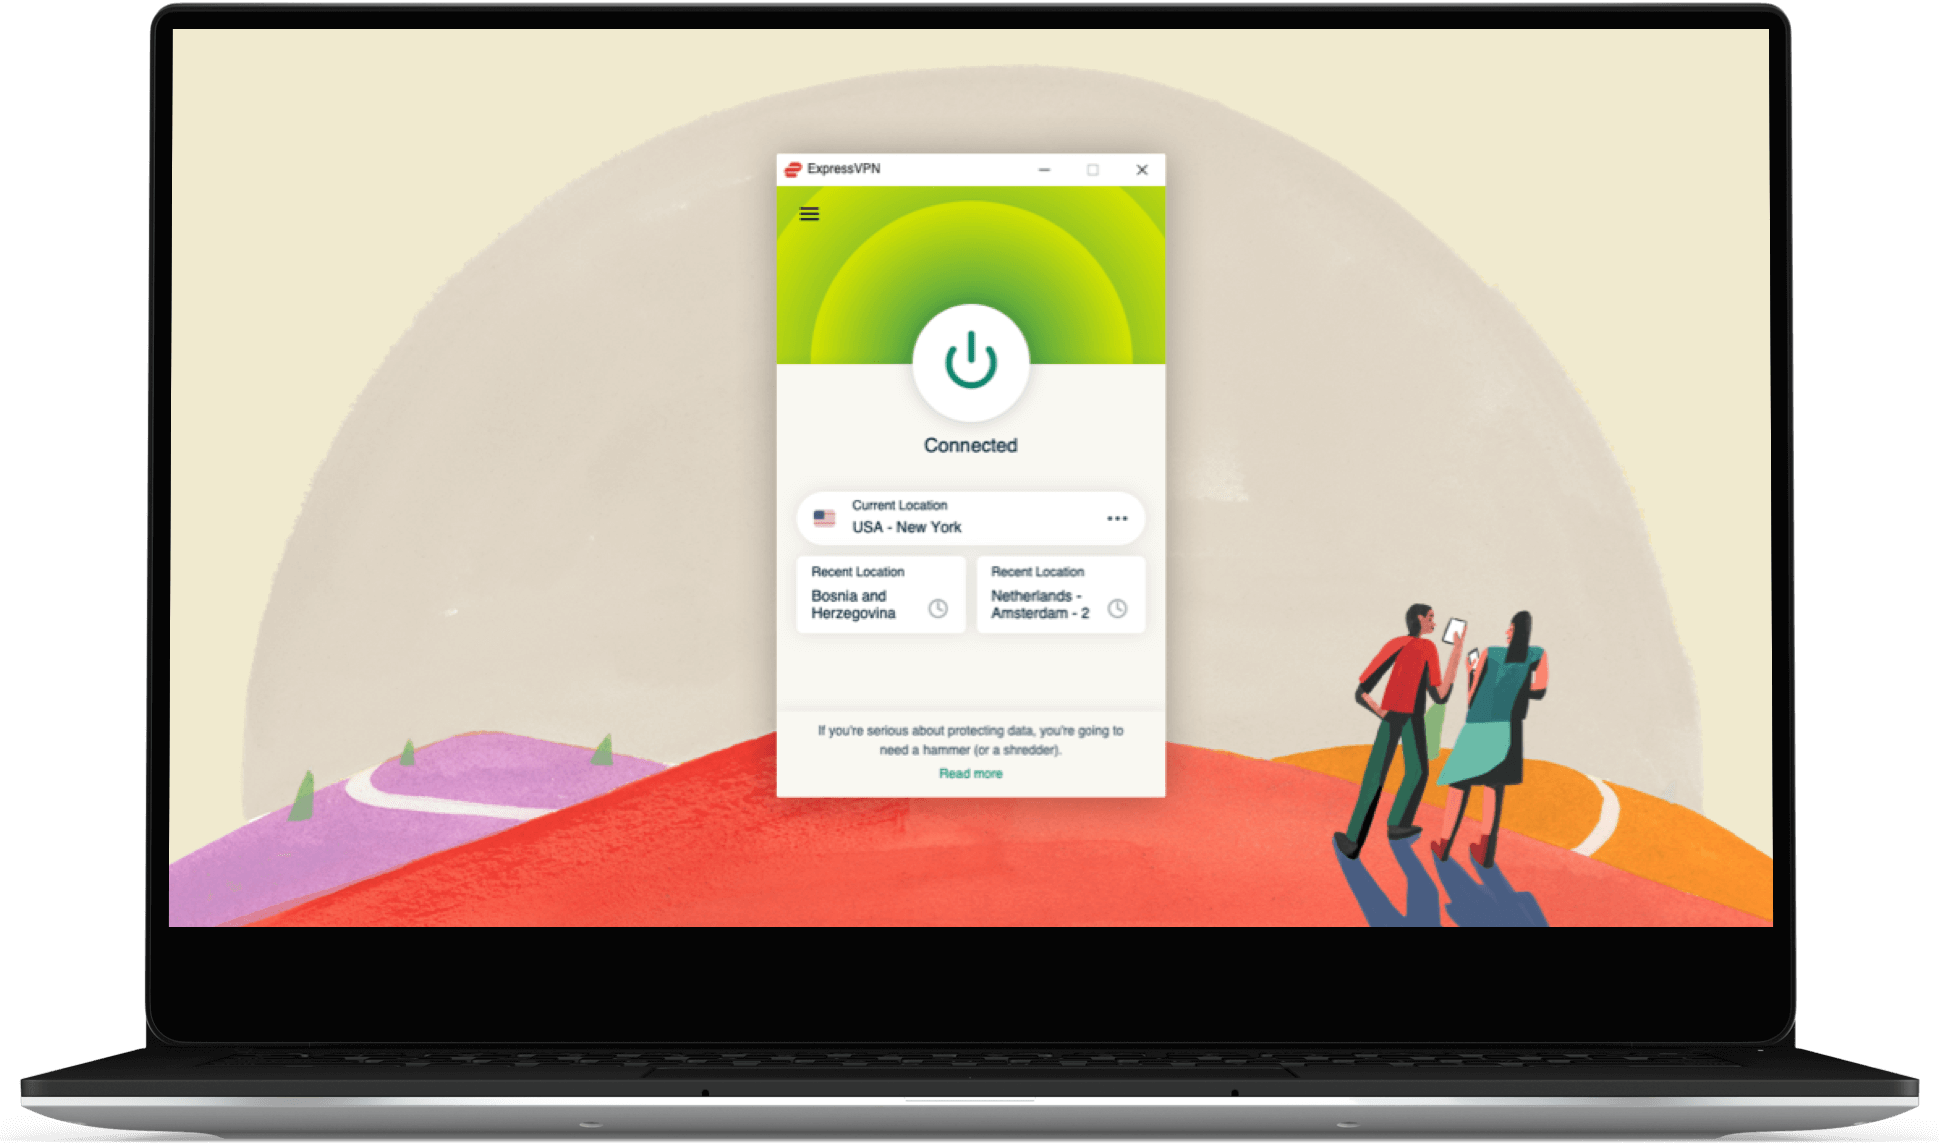 ExpressVPN
Connected
Current Location
USA - New York
Recent Location
Bosnia and
Herzegovina
Recent Location
Netherlands -
Amsterdam - 2
If you're serious about protecting data, you're going to
need a hammer (or a shredder).
Read more